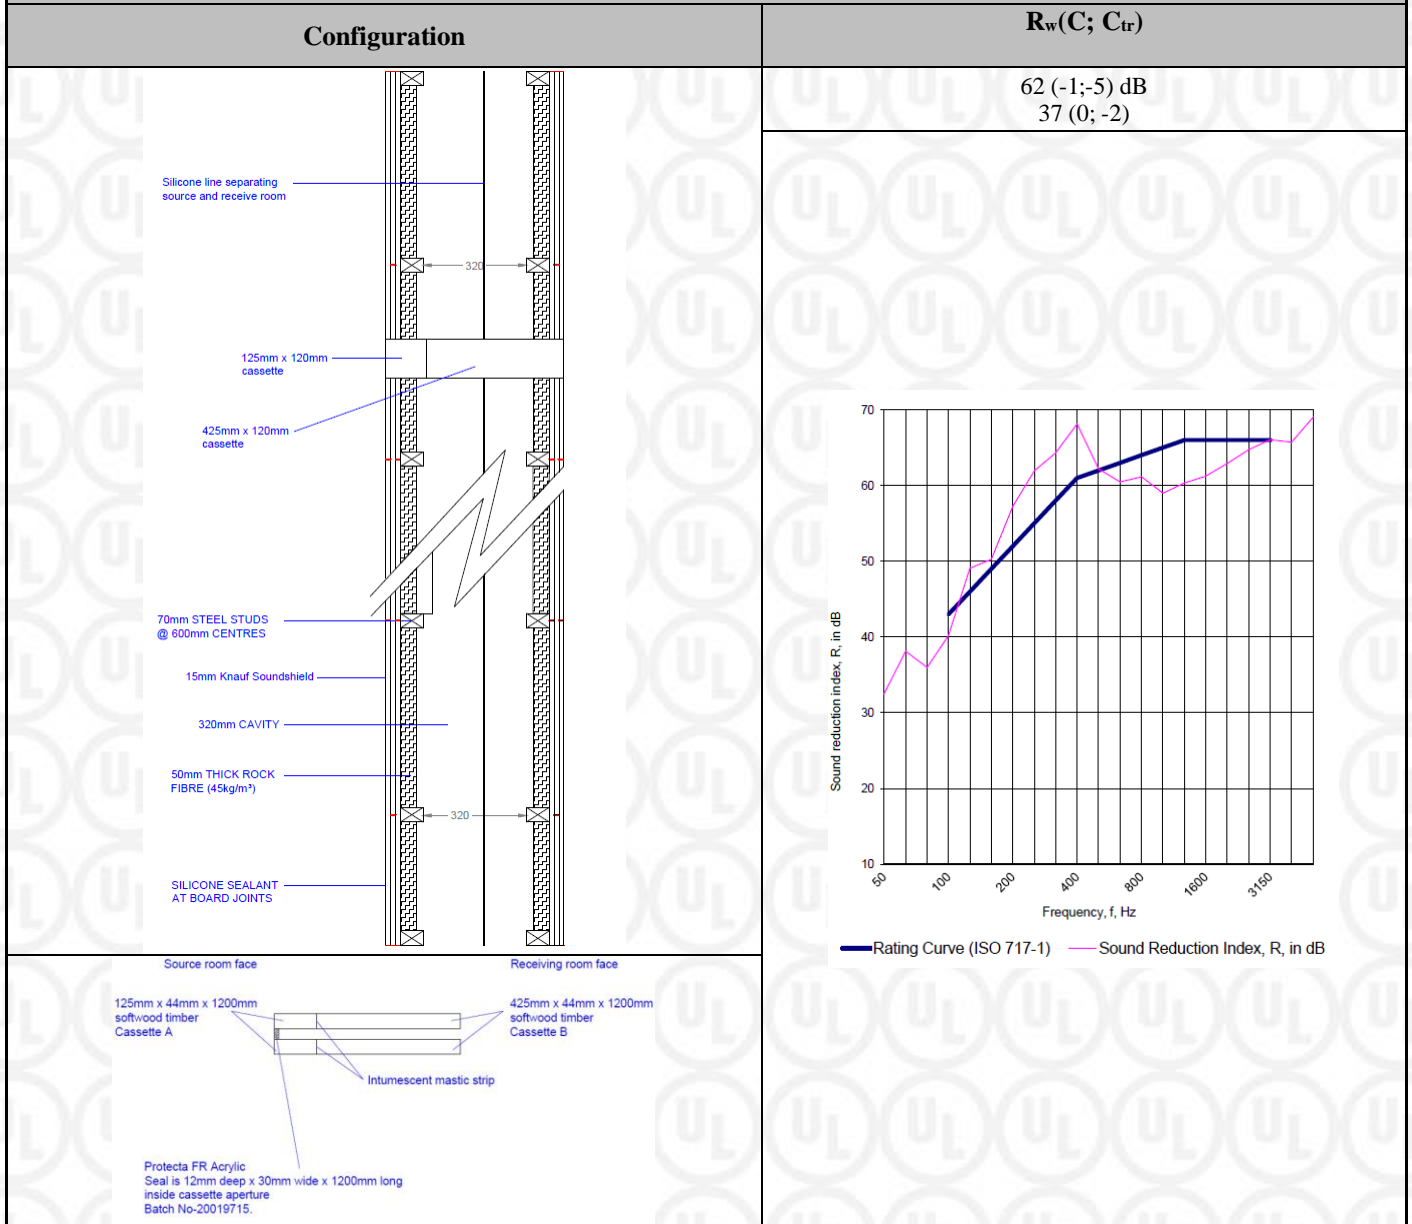 Configuration
Rw(C; Ctr)
62 (-1;-5) dB
37 (0; -2)
Silicone line separating
source and receive room
320
125mm x 120mm
cassette
425mm x 120mm
cassette
70mm STEEL STUDS
@ 600mm CENTRES
15mm Knauf Soundshield
320mm CAVITY
50mm THICK ROCK
FIBRE (45kg/m³)
320
SILICONE SEALANT
AT BOARD JOINTS
Source room face
Receiving room face
125mm x 44mm x 1200mm
softwood timber
Cassette A
425mm x 44mm x 1200mm
softwood timber
Cassette B
Intumescent mastic strip
Protecta FR Acrylic
Seal is 12mm deep x 30mm wide x 1200mm long
inside cassette aperture
Batch No-20019715.
Sound reduction index, R, in dB
70
60
50
40
30
20
10
50
100
200
400
800
1600
3150
Frequency, f, Hz
Rating Curve (ISO 717-1)
Sound Reduction Index, R, in dB